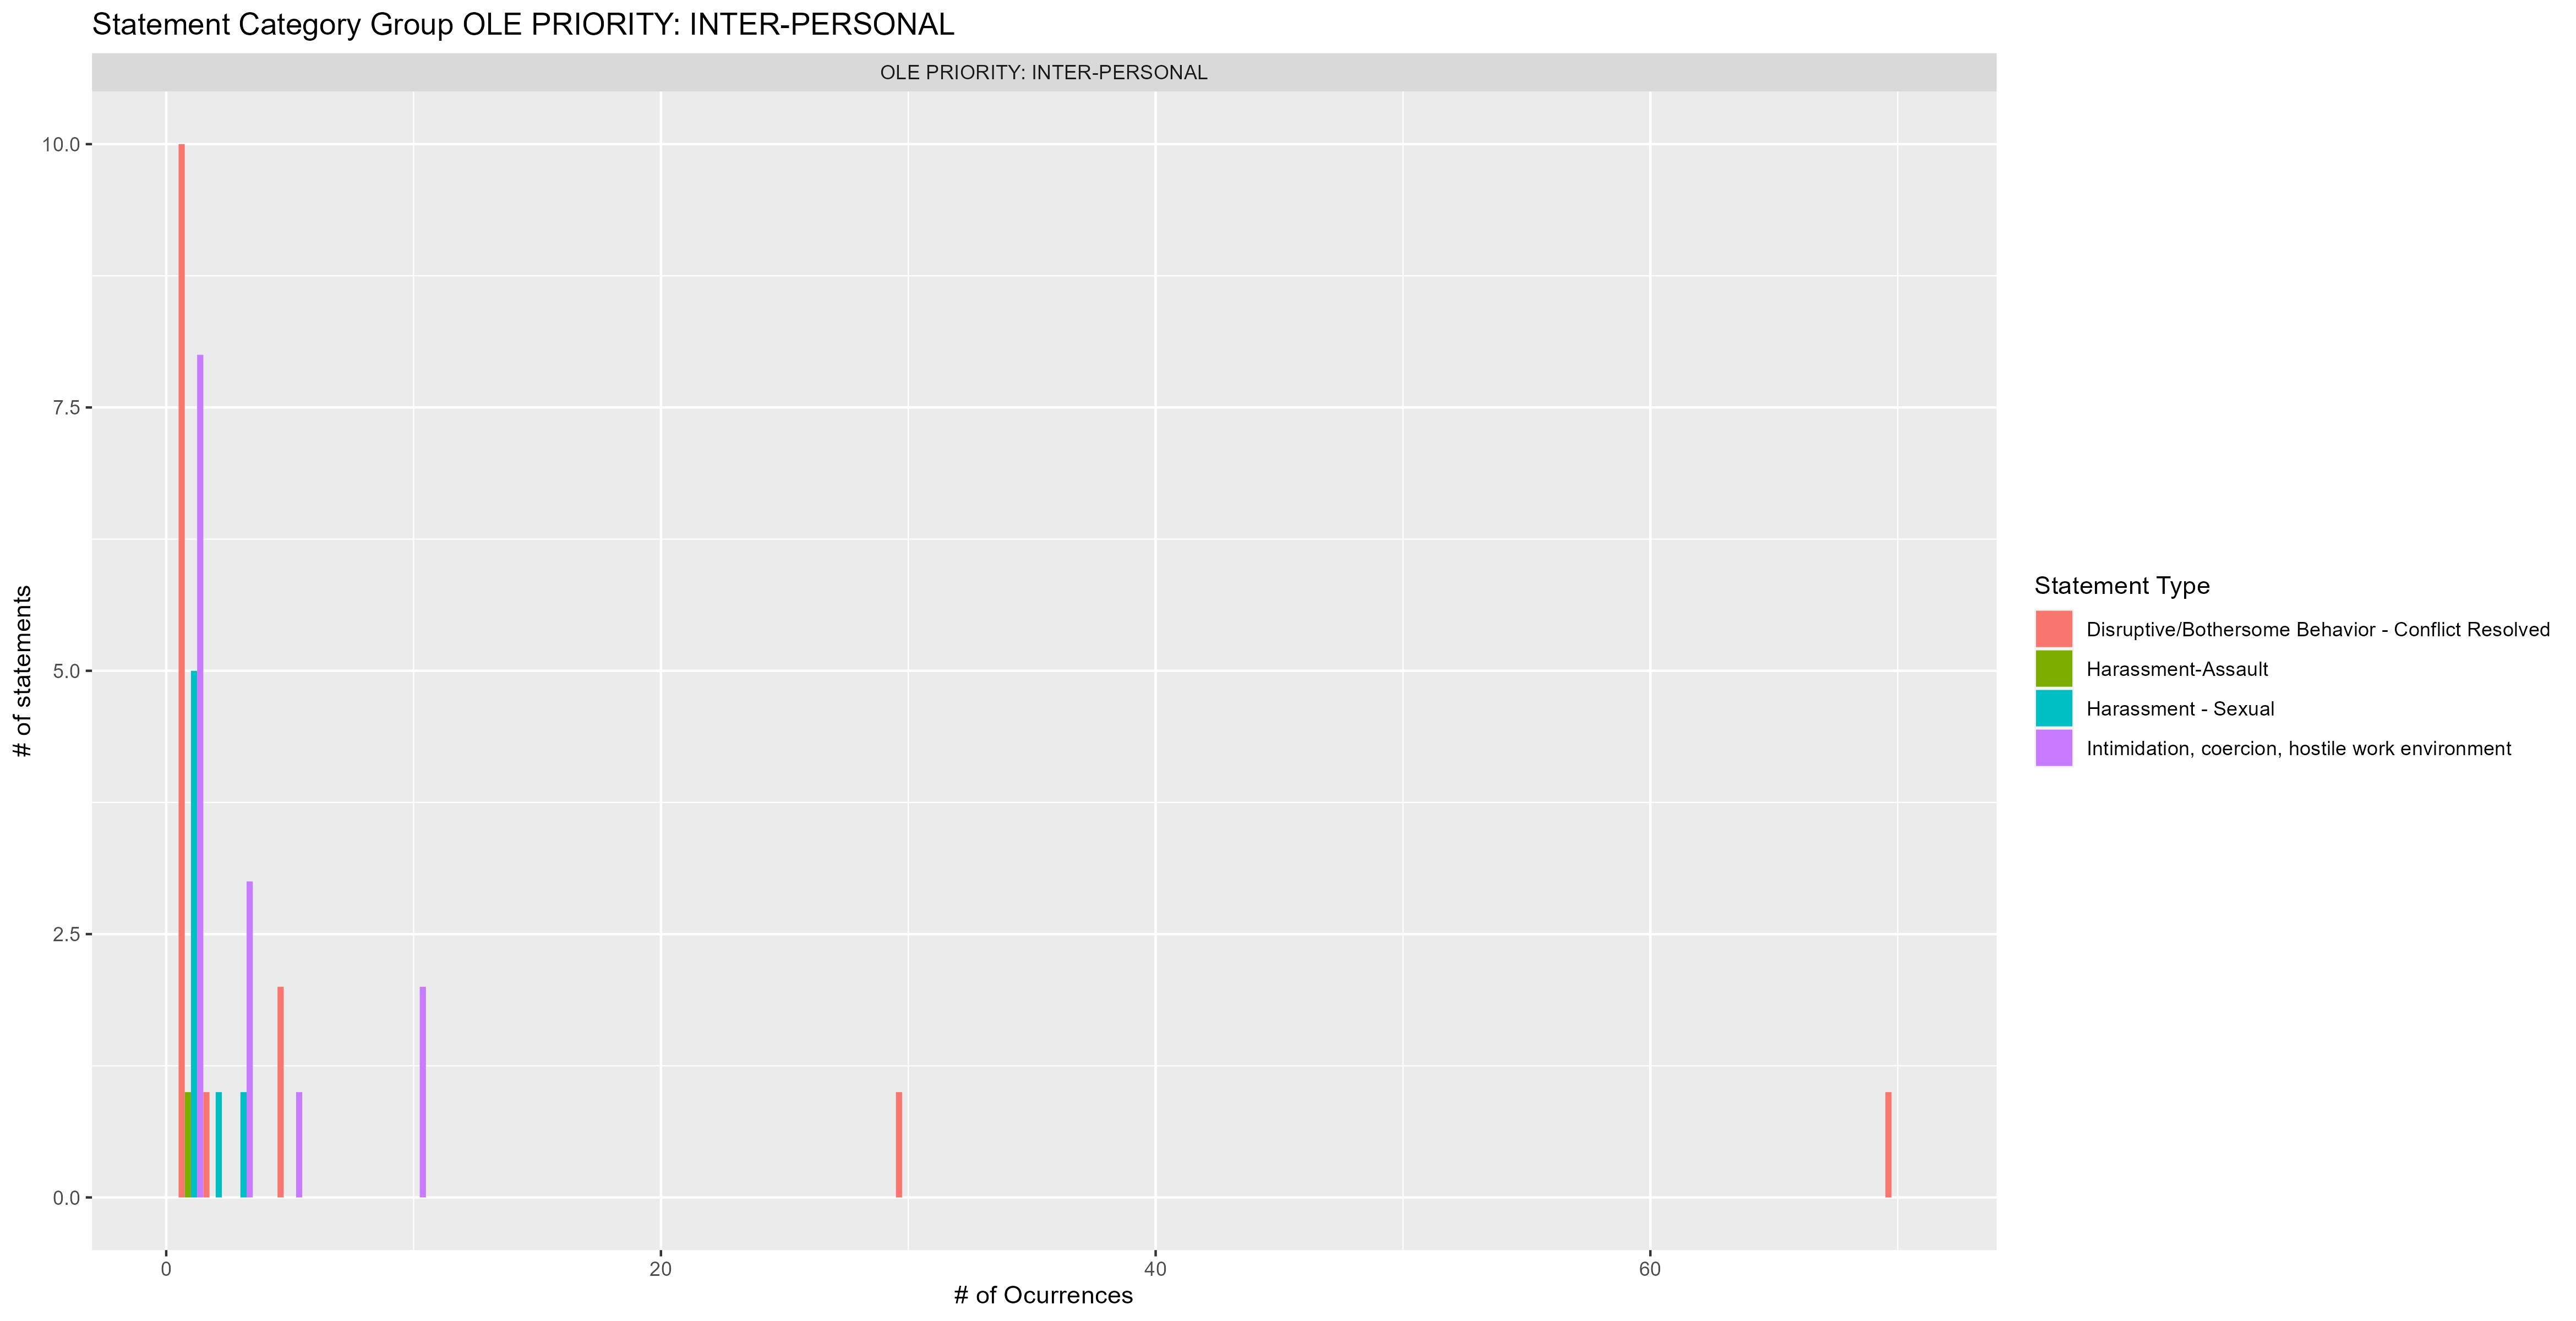 Statement Category Group OLE PRIORITY: INTER-PERSONAL
OLE PRIORITY: INTER-PERSONAL
10.0
7.5
5.0
2.5
0.0
# of statements
0
20
40
60
# of Ocurrences
Statement Type
Disruptive/Bothersome Behavior - Conflict Resolved
Harassment-Assault
Harassment - Sexual
Intimidation, coercion, hostile work environment